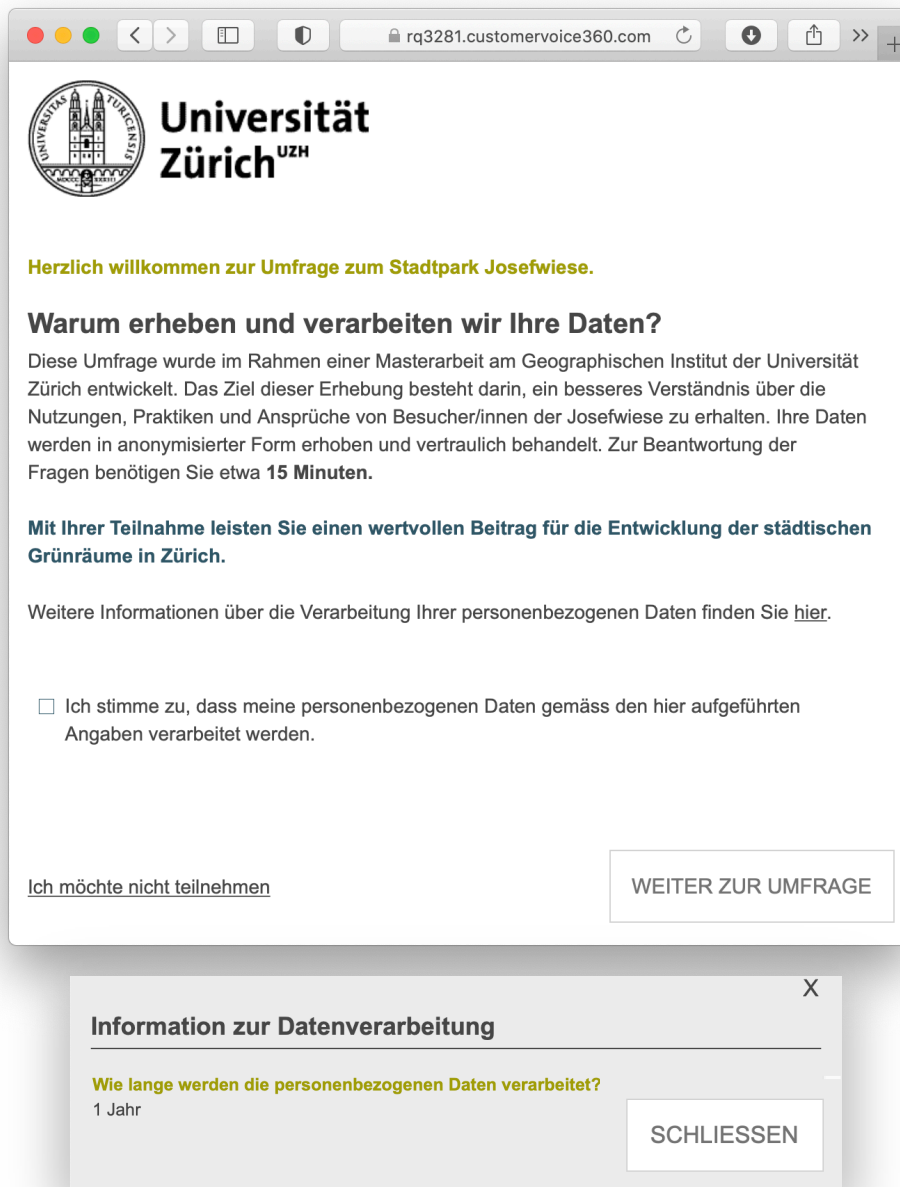 rq3281.customervoice360.com
UNIVERSITAS TURICENSIS
MDCCC XXXIII
Universität
Zürich UZH
Herzlich willkommen zur Umfrage zum Stadtpark Josefwiese.
Warum erheben und verarbeiten wir Ihre Daten?
Diese Umfrage wurde im Rahmen einer Masterarbeit am Geographischen Institut der Universität
Zürich entwickelt. Das Ziel dieser Erhebung besteht darin, ein besseres Verständnis über die
Nutzungen, Praktiken und Ansprüche von Besucher/innen der Josefwiese zu erhalten. Ihre Daten
werden in anonymisierter Form erhoben und vertraulich behandelt. Zur Beantwortung der
Fragen benötigen Sie etwa 15 Minuten.
Mit Ihrer Teilnahme leisten Sie einen wertvollen Beitrag für die Entwicklung der städtischen
Grünräume in Zürich.
Weitere Informationen über die Verarbeitung Ihrer personenbezogenen Daten finden Sie hier.
Ich stimme zu, dass meine personenbezogenen Daten gemäss den hier aufgeführten
Angaben verarbeitet werden.
Ich möchte nicht teilnehmen
WEITER ZUR UMFRAGE
X
Information zur Datenverarbeitung
Wie lange werden die personenbezogenen Daten verarbeitet?
1 Jahr
SCHLIESSEN